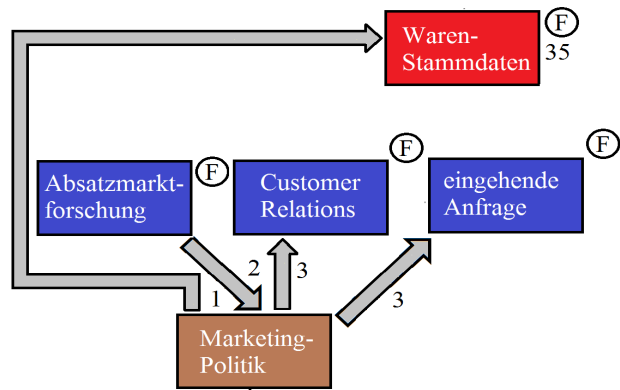 Waren-
Stammdaten
F
35
Absatzmarkt-
forschung
F
Customer
Relations
F
eingehende
Anfrage
F
1
2
3
3
Marketing-
Politik